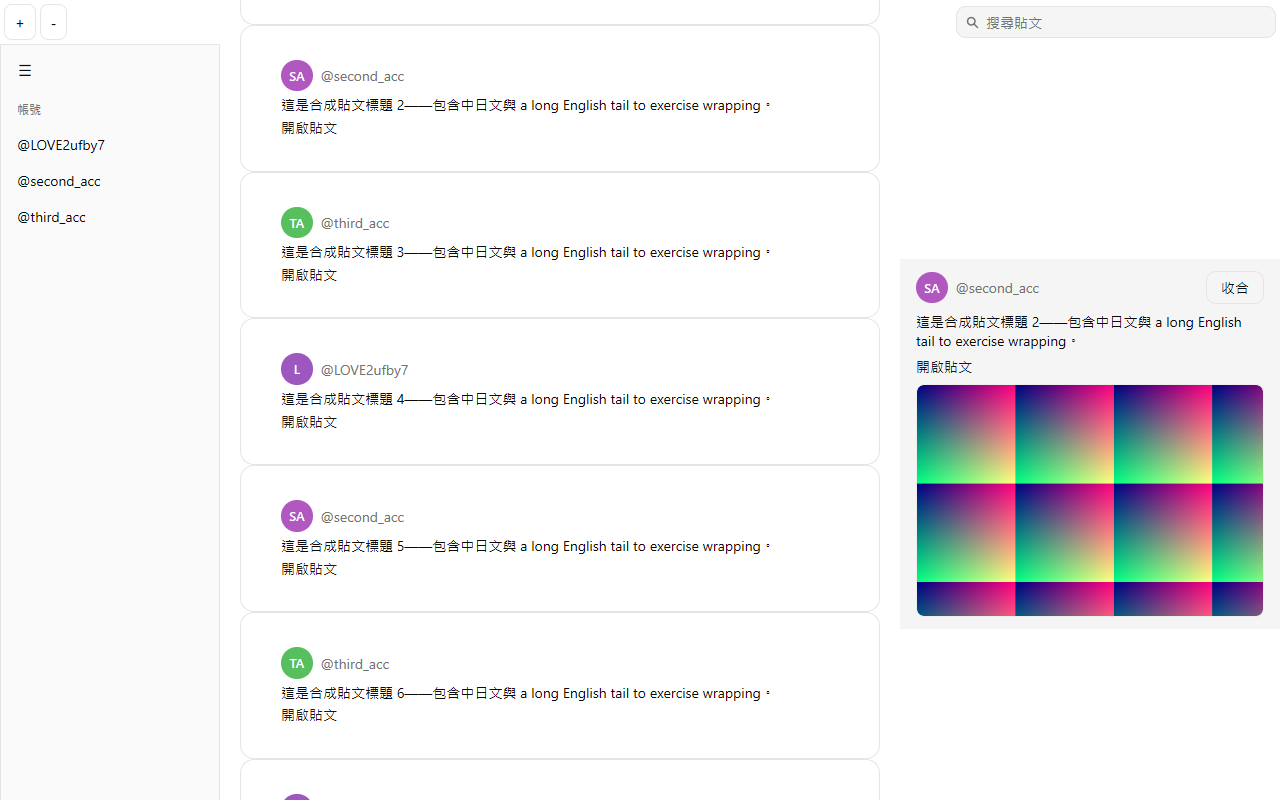 +
-
搜尋貼文
☰
帳號
@LOVE2ufby7
@second_acc
@third_acc
SA
@second_acc
這是合成貼文標題 2——包含中日文與 a long English tail to exercise wrapping。
開啟貼文
TA
@third_acc
這是合成貼文標題 3——包含中日文與 a long English tail to exercise wrapping。
開啟貼文
L
@LOVE2ufby7
這是合成貼文標題 4——包含中日文與 a long English tail to exercise wrapping。
開啟貼文
SA
@second_acc
這是合成貼文標題 5——包含中日文與 a long English tail to exercise wrapping。
開啟貼文
TA
@third_acc
這是合成貼文標題 6——包含中日文與 a long English tail to exercise wrapping。
開啟貼文
SA
@second_acc
收合
這是合成貼文標題 2——包含中日文與 a long English
tail to exercise wrapping。
開啟貼文